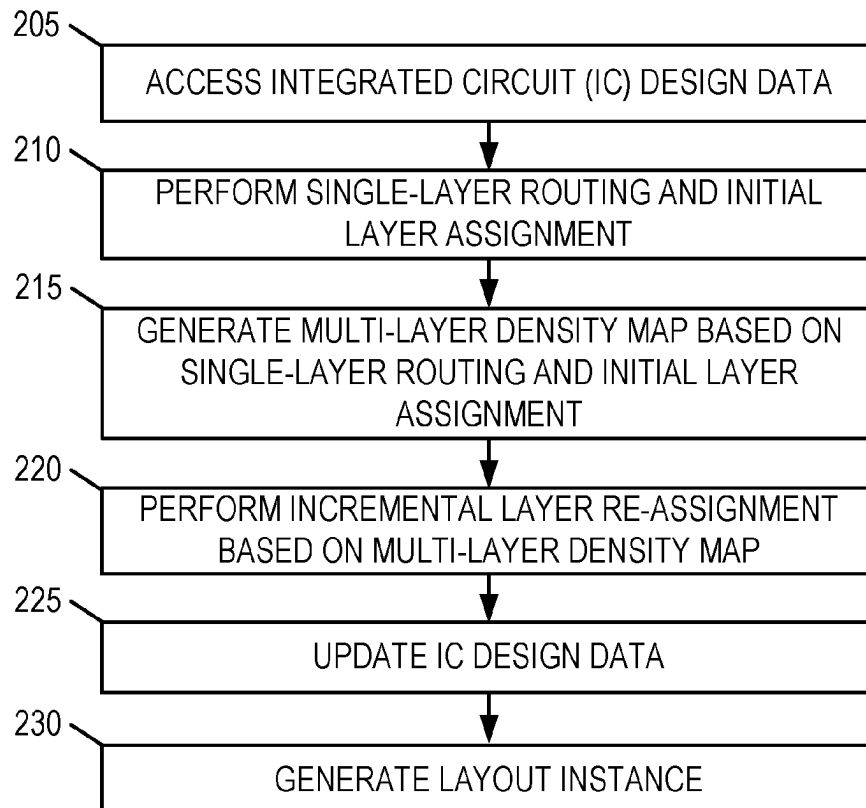 205
ACCESS INTEGRATED CIRCUIT (IC) DESIGN DATA
210
PERFORM SINGLE-LAYER ROUTING AND INITIAL
LAYER ASSIGNMENT
215
GENERATE MULTI-LAYER DENSITY MAP BASED ON
SINGLE-LAYER ROUTING AND INITIAL LAYER
ASSIGNMENT
220
PERFORM INCREMENTAL LAYER RE-ASSIGNMENT
BASED ON MULTI-LAYER DENSITY MAP
225
UPDATE IC DESIGN DATA
230
GENERATE LAYOUT INSTANCE